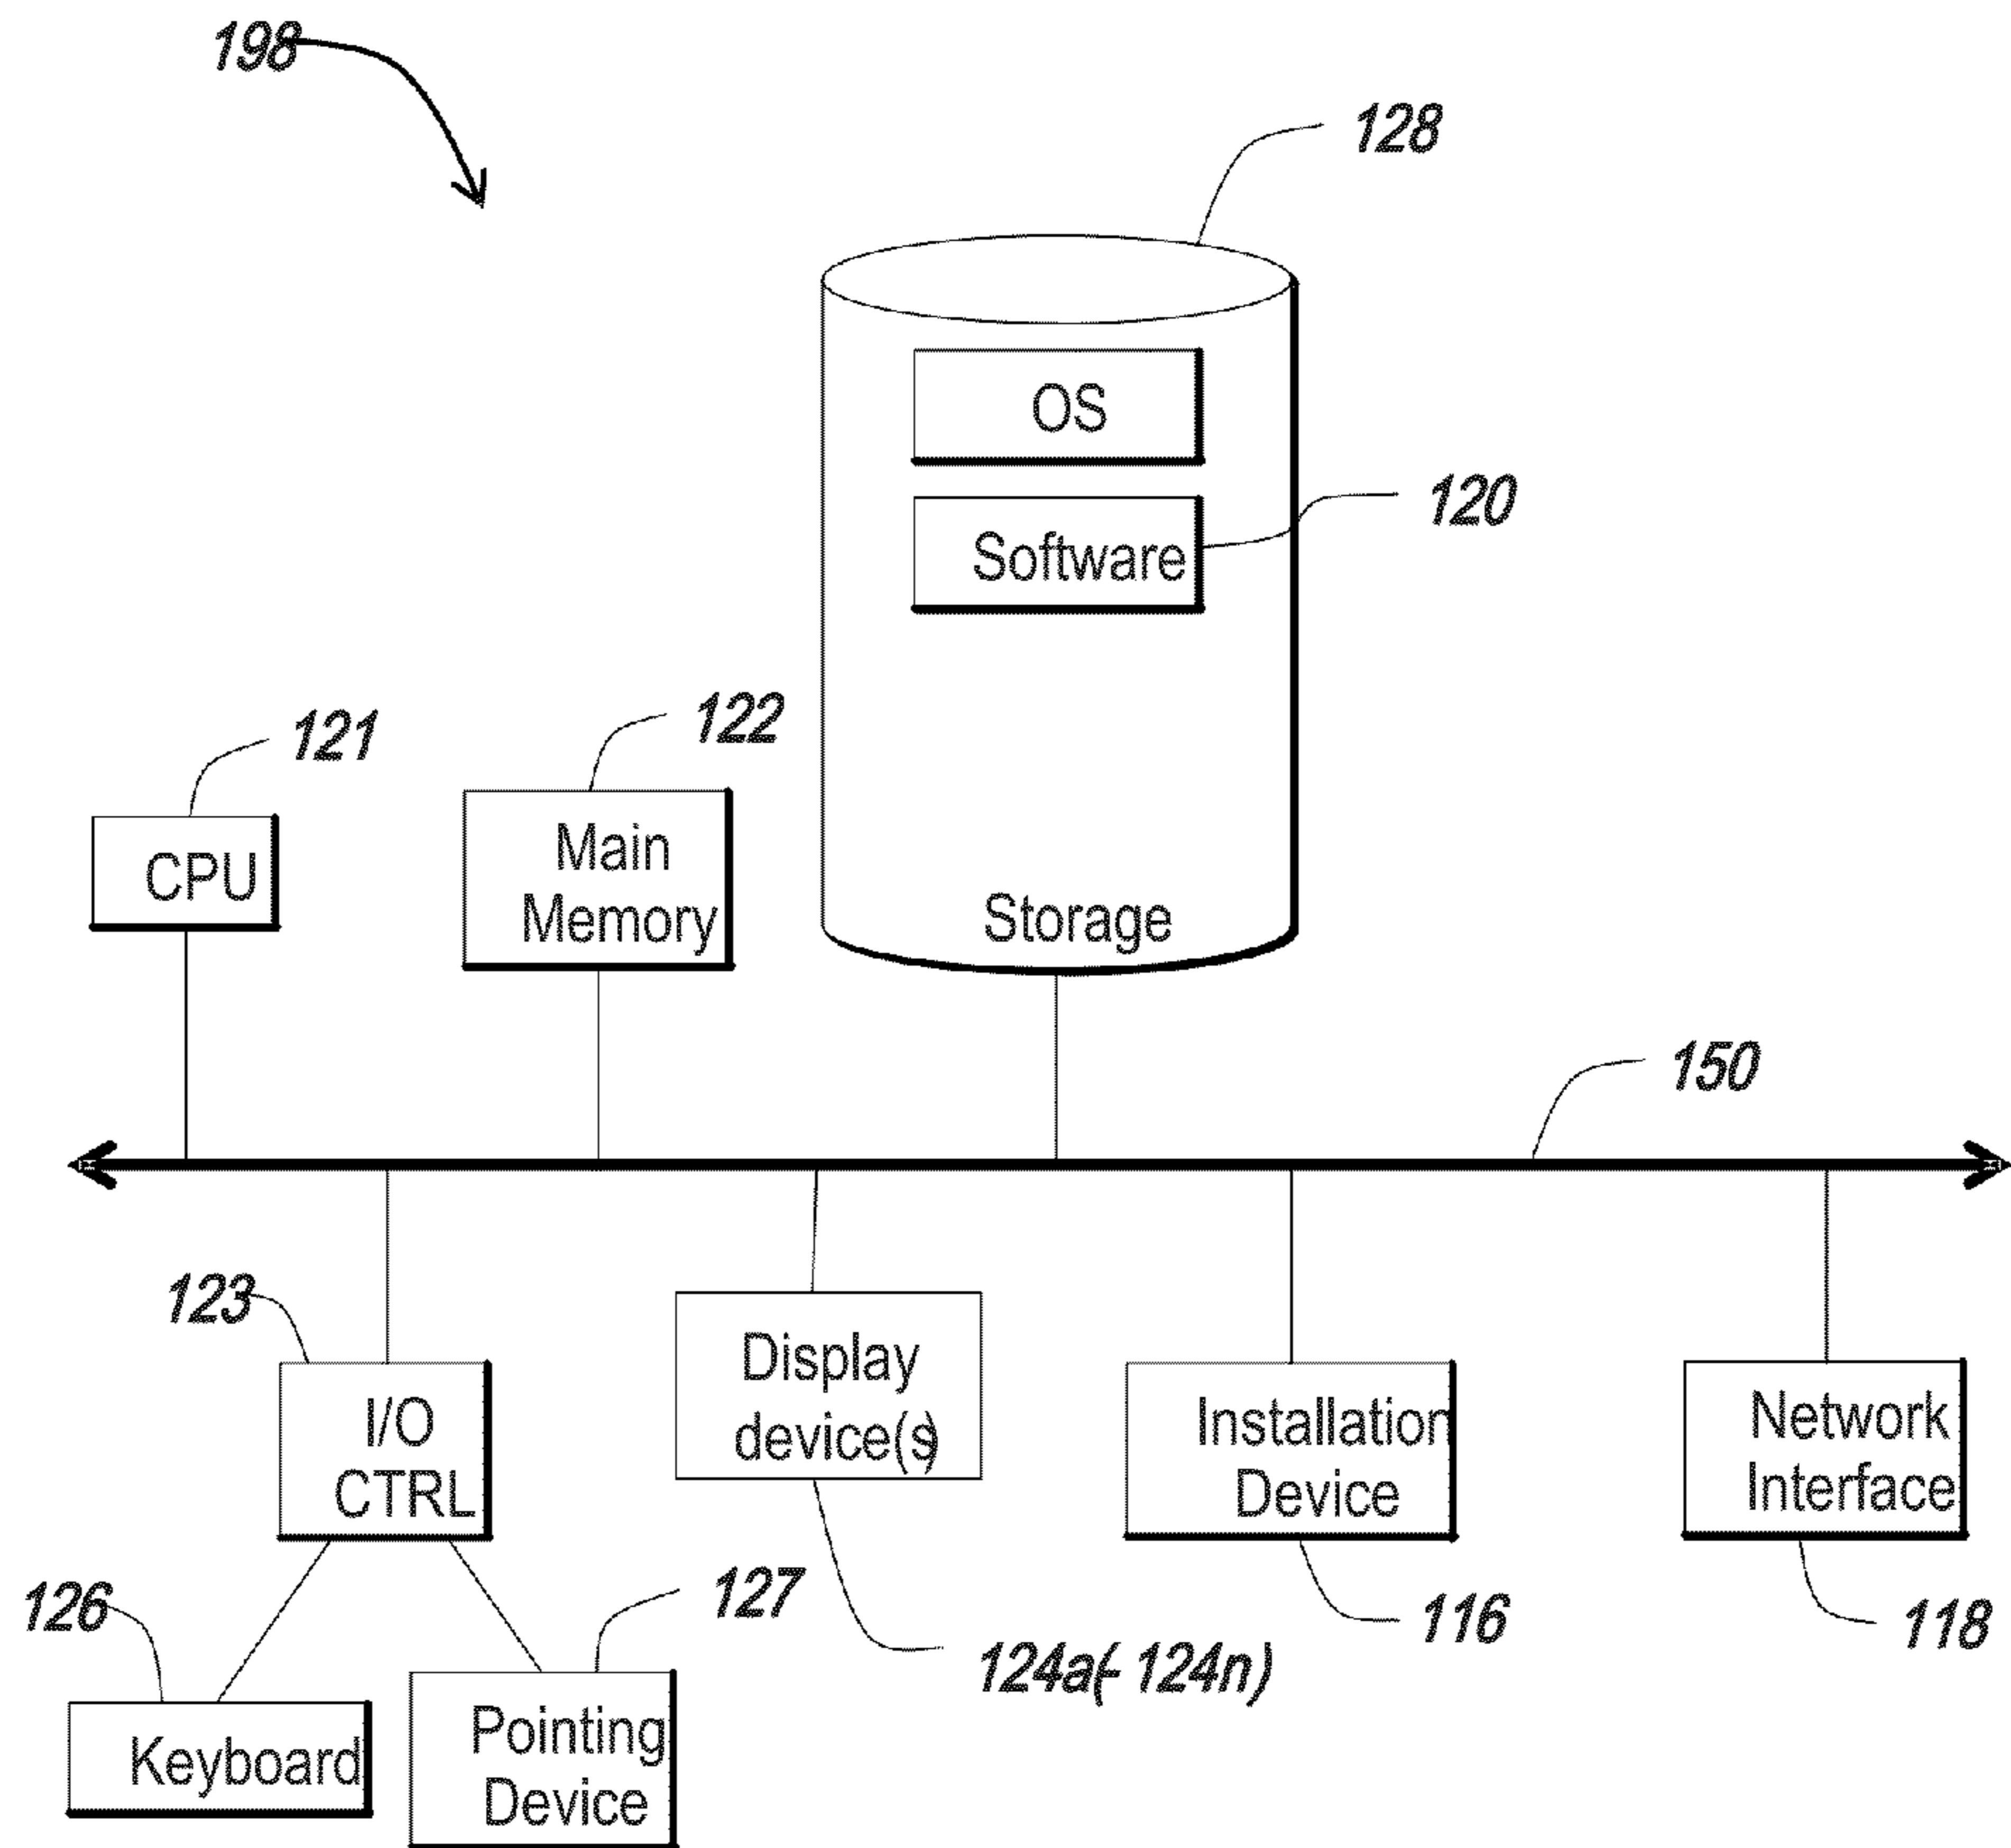 198
128
OS
120
Software
122
121
Main
Memory
CPU
Storage
150
123
Display
device(s)
I/O
CTRL
Installation
Device
Network
Interface
126
127
116
118
124a(- 124n)
Keyboard
Pointing
Device